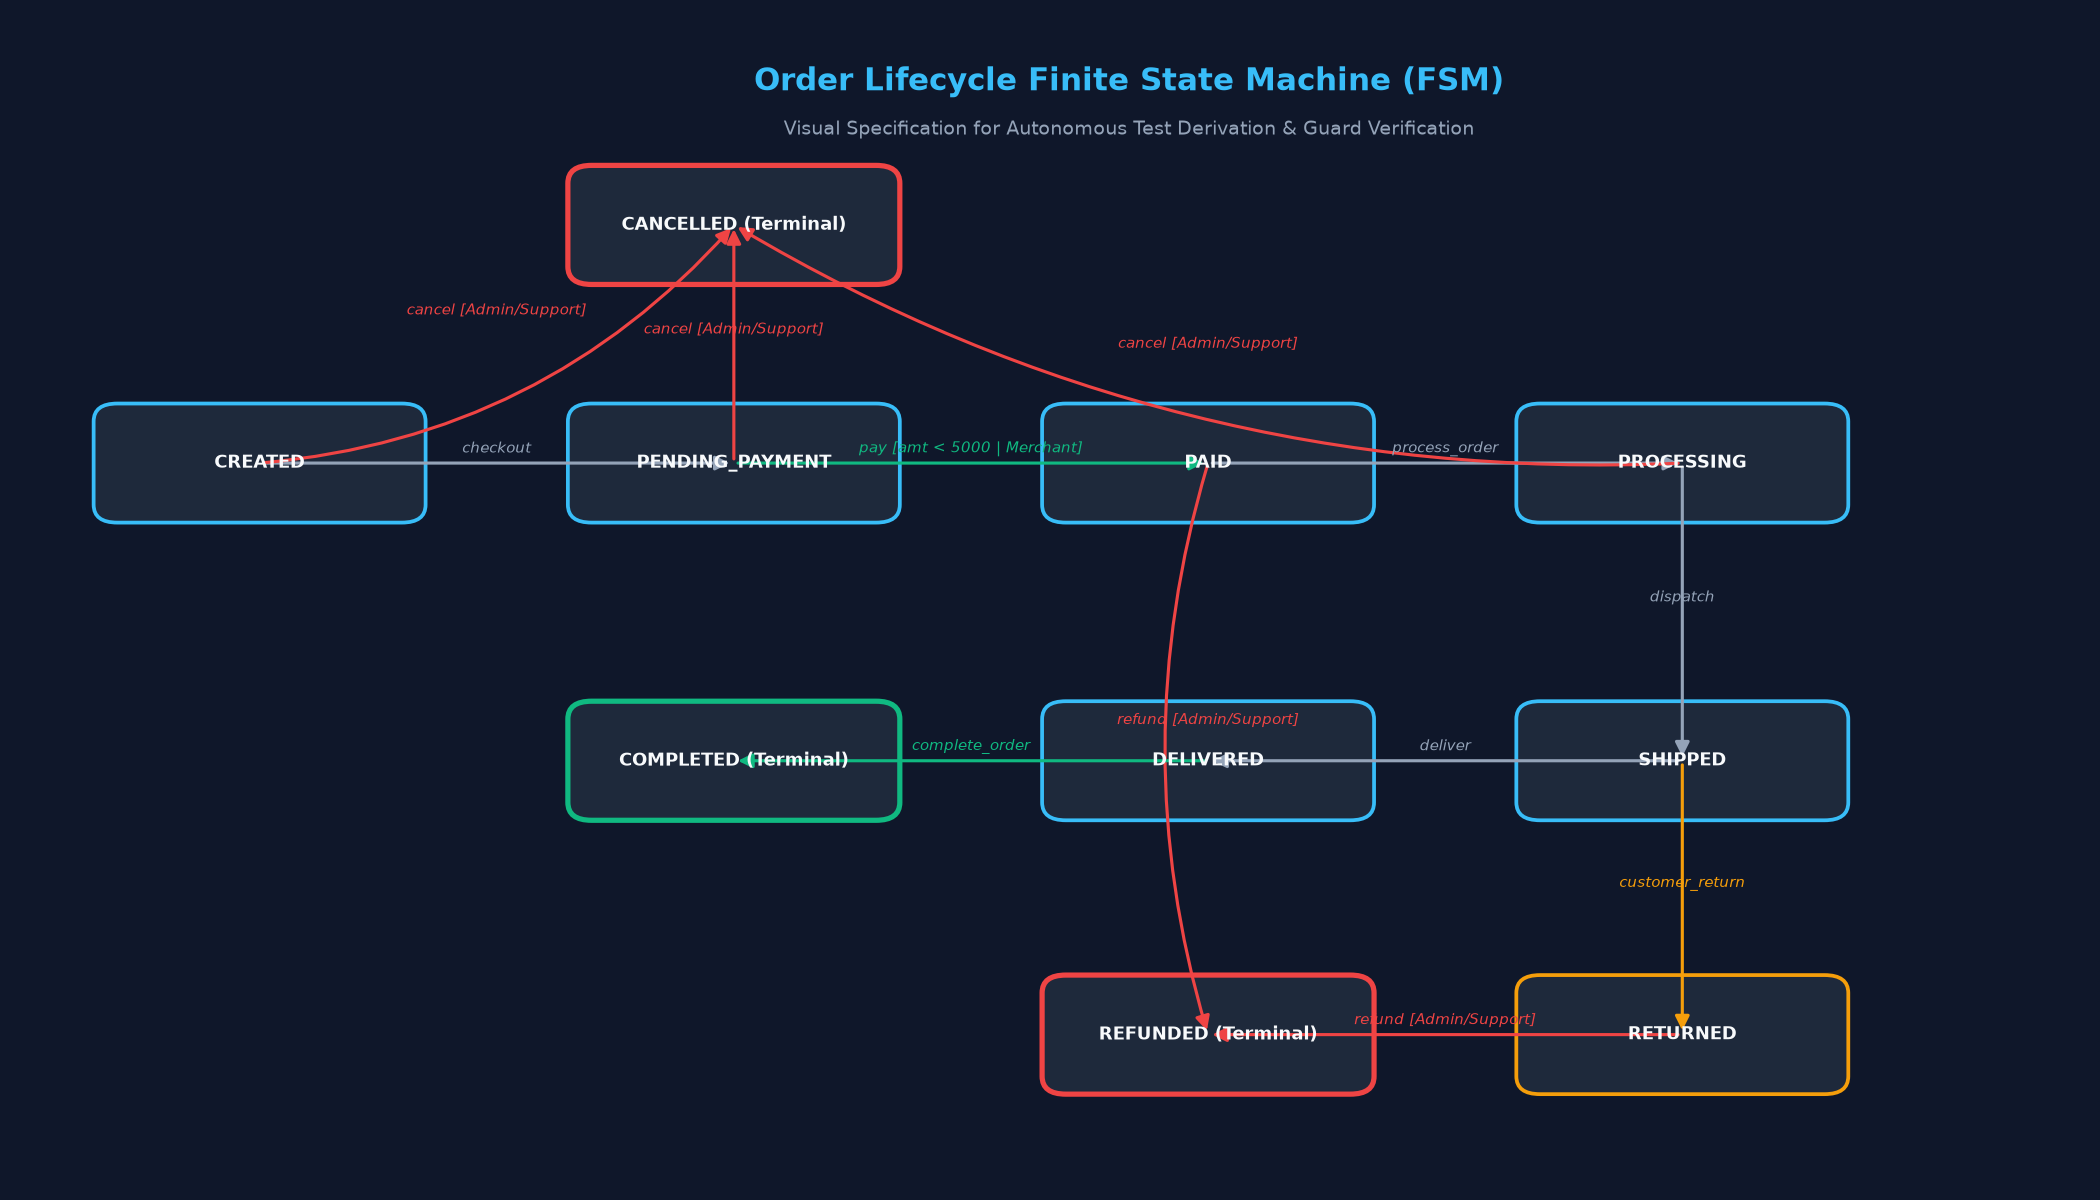 Order Lifecycle Finite State Machine (FSM)
Visual Specification for Autonomous Test Derivation & Guard Verification
CANCELLED (Terminal)
cancel [Admin/Support]
cancel [Admin/Support]
cancel [Admin/Support]
CREATED
checkout
PENDING_PAYMENT
pay [amt < 5000 | Merchant]
PAID
process_order
PROCESSING
dispatch
refund [Admin/Support]
COMPLETED (Terminal)
complete_order
DELIVERED
deliver
SHIPPED
customer_return
REFUNDED (Terminal)
refund [Admin/Support]
RETURNED